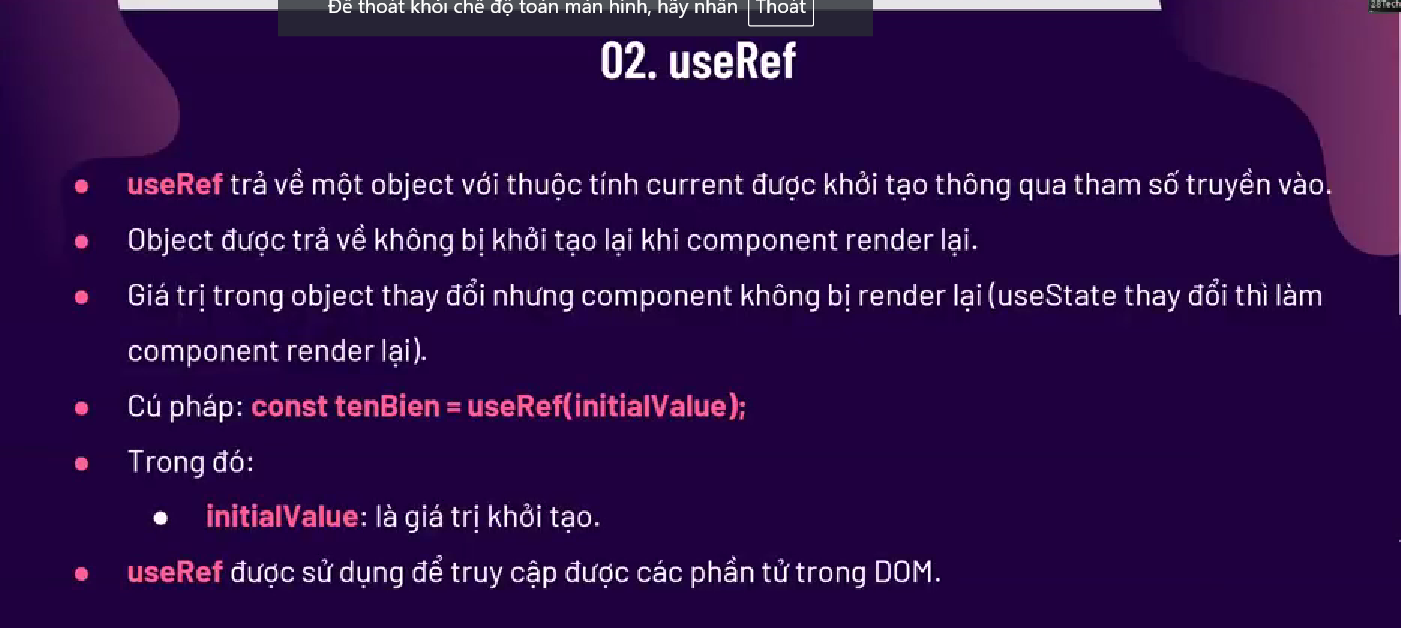 Để thoát khỏi chế độ toàn màn hình, hãy nhấn Thoát
28Tech
02. useRef
useRef trả về một object với thuộc tính current được khởi tạo thông qua tham số truyền vào.
Object được trả về không bị khởi tạo lại khi component render lại.
Giá trị trong object thay đổi nhưng component không bị render lại (useState thay đổi thì làm
component render lại).
Cú pháp: const tenBien = useRef(initialValue);
Trong đó:
initialValue: là giá trị khởi tạo.
useRef được sử dụng để truy cập được các phần tử trong DOM.